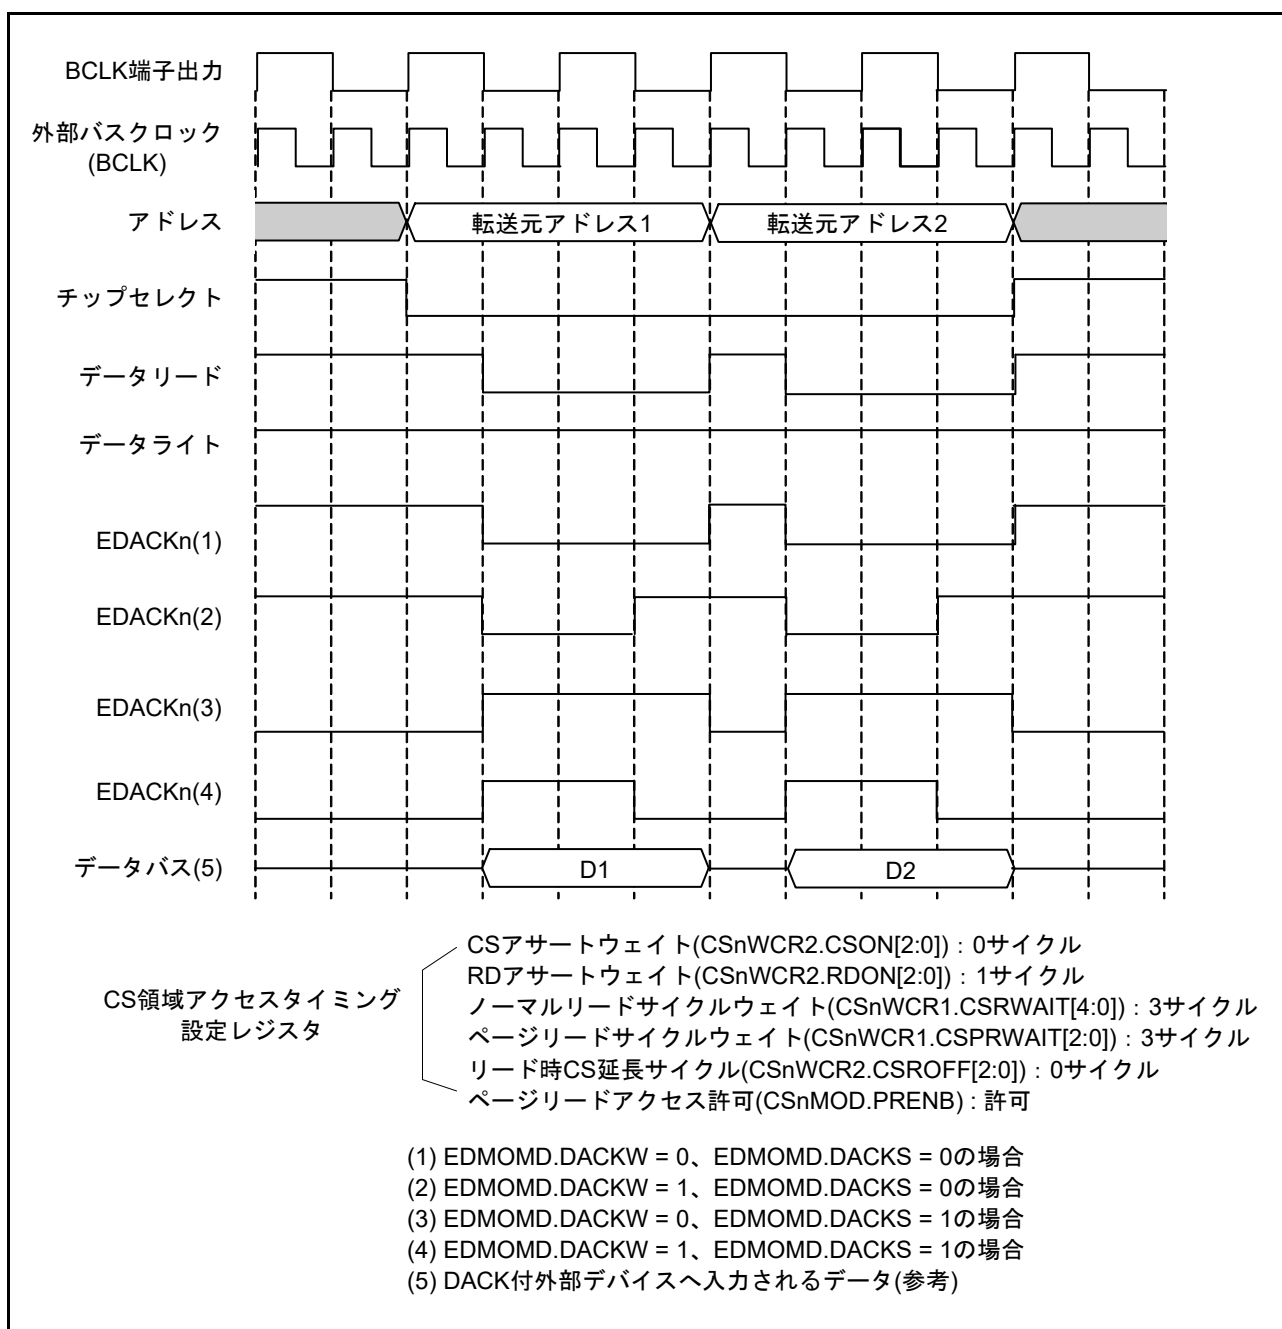 BCLK端子出力
外部バスクロック
(BCLK)
アドレス
転送元アドレス1
転送元アドレス2
チップセレクト
データリード
データライト
EDACKn(1)
EDACKn(2)
EDACKn(3)
EDACKn(4)
データバス(5)
D1
D2
CS領域アクセスタイミング
設定レジスタ
CSアサートウェイト(CSnWCR2.CSON[2:0])：0サイクル
RDアサートウェイト(CSnWCR2.RDON[2:0])：1サイクル
ノーマルリードサイクルウェイト(CSnWCR1.CSRWAIT[4:0])：3サイクル
ページリードサイクルウェイト(CSnWCR1.CSPRWAIT[2:0])：3サイクル
リード時CS延長サイクル(CSnWCR2.CSROFF[2:0])：0サイクル
ページリードアクセス許可(CSnMOD.PRENB) : 許可
(1) EDMOMD.DACKW = 0、EDMOMD.DACKS = 0の場合
(2) EDMOMD.DACKW = 1、EDMOMD.DACKS = 0の場合
(3) EDMOMD.DACKW = 0、EDMOMD.DACKS = 1の場合
(4) EDMOMD.DACKW = 1、EDMOMD.DACKS = 1の場合
(5) DACK付外部デバイスへ入力されるデータ(参考)